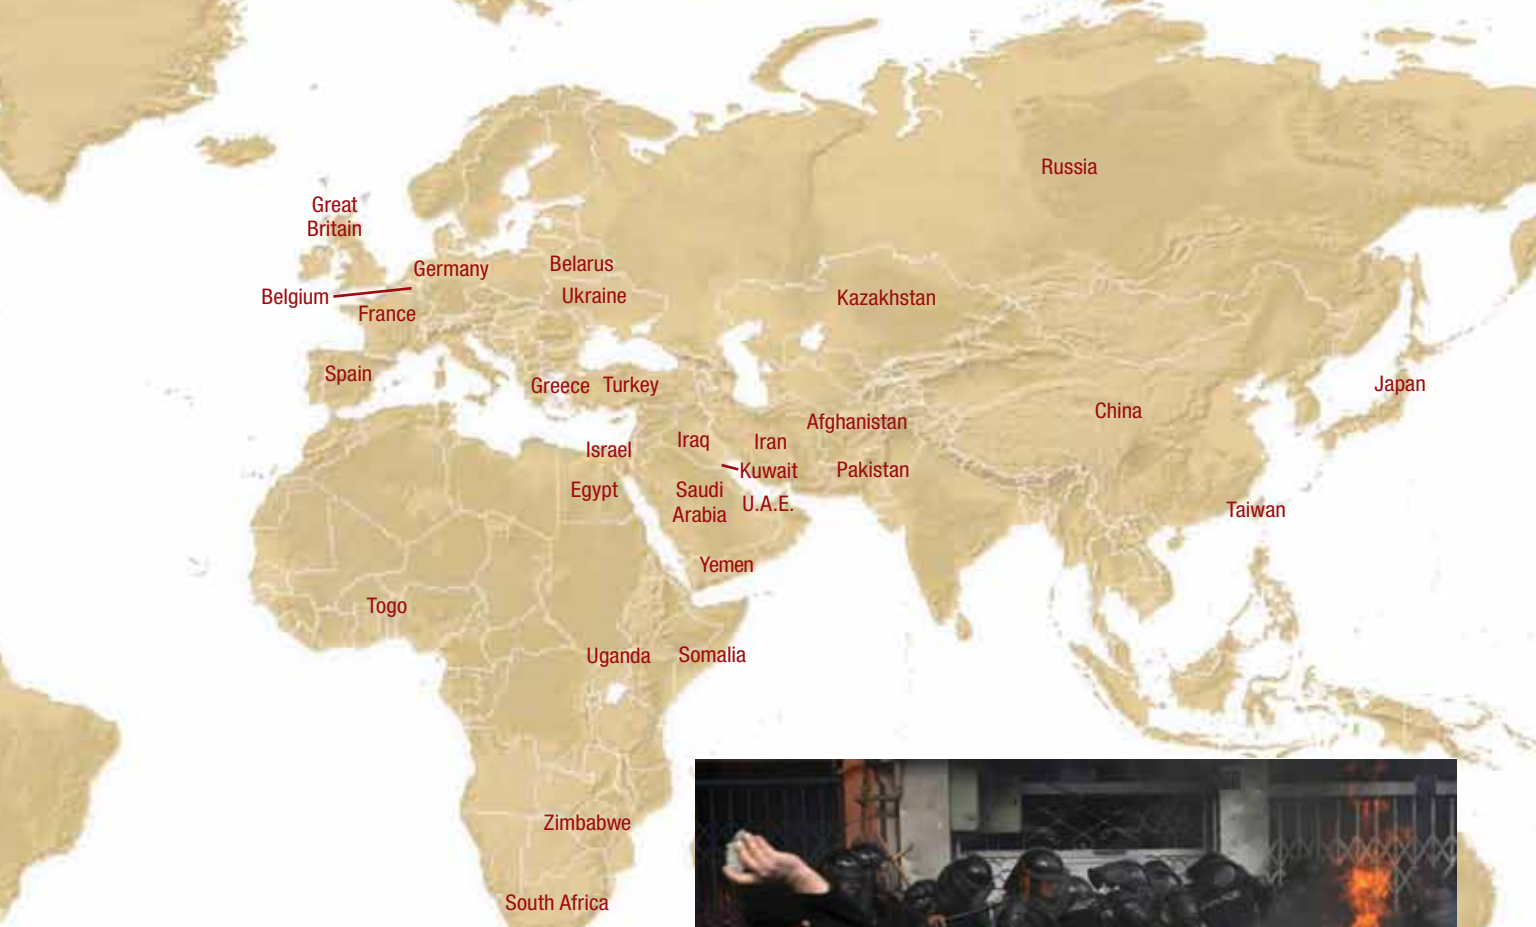 Russia
Great
Britain
Germany
Belarus
Belgium
Ukraine
Kazakhstan
France
Spain
Greece
Turkey
Japan
China
Afghanistan
Israel
Iraq
Iran
Kuwait
Pakistan
Egypt
Saudi
Arabia
U.A.E.
Taiwan
Yemen
Togo
Uganda
Somalia
Zimbabwe
South Africa